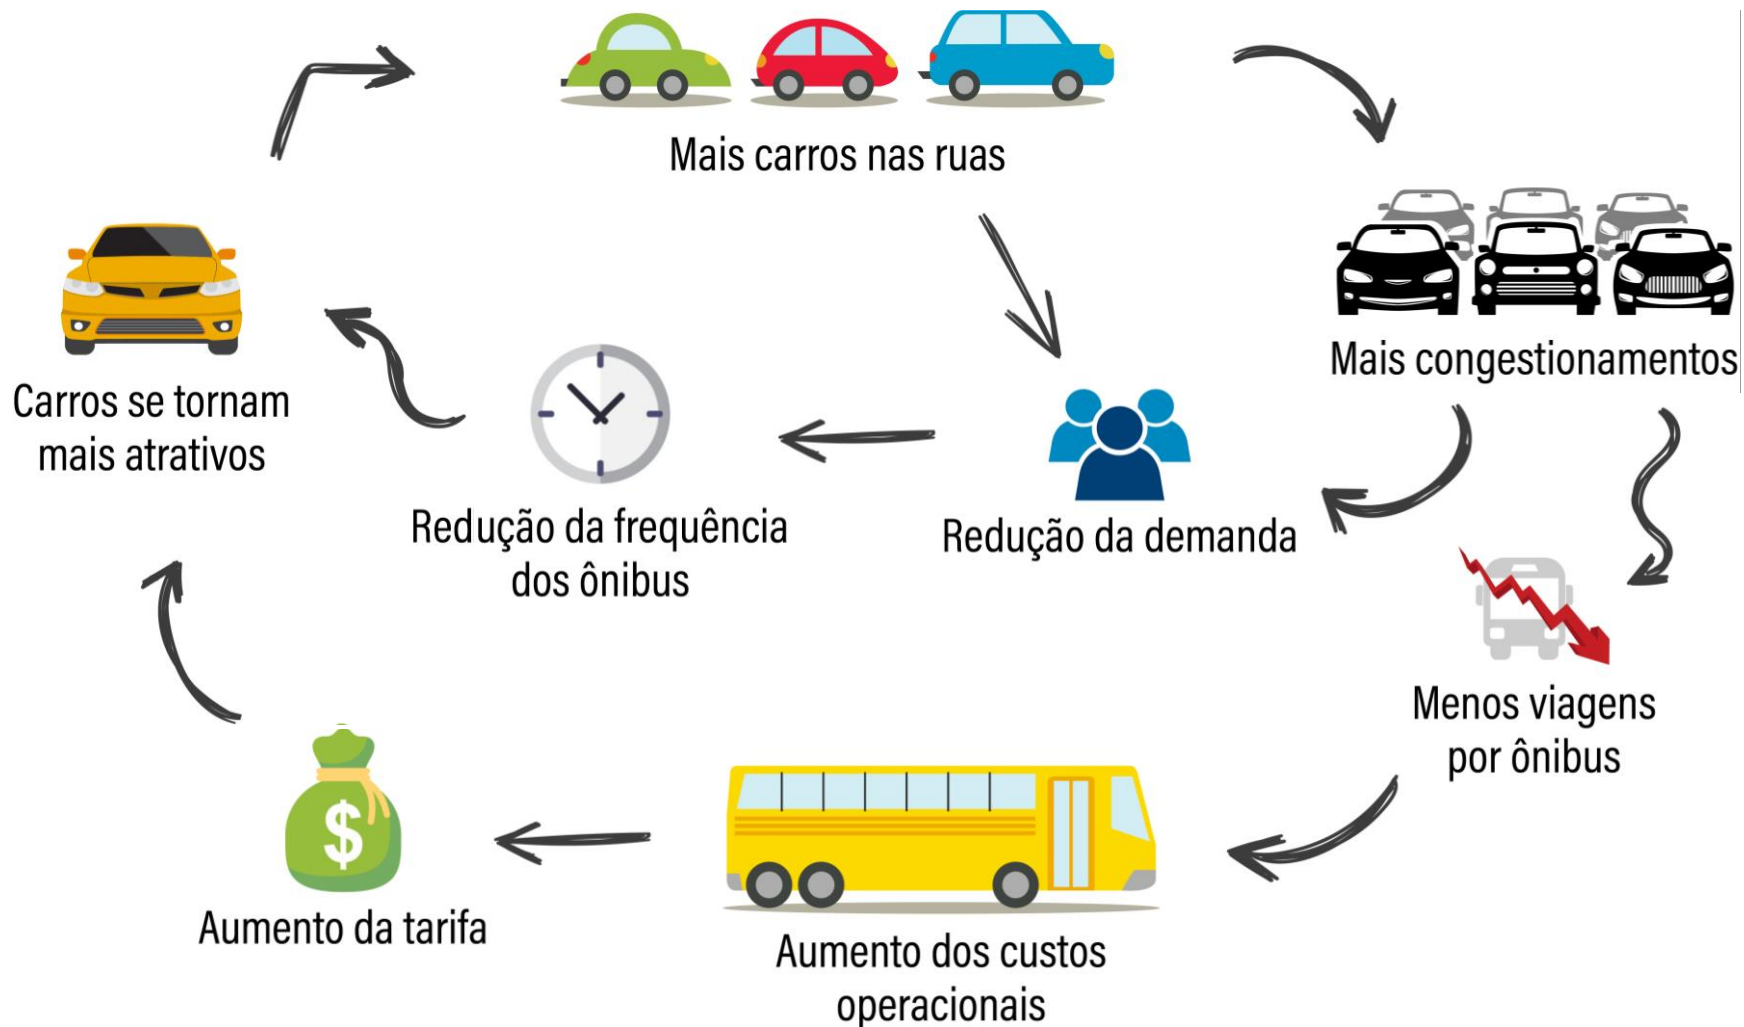 Mais carros nas ruas
Mais congestionamentos
Carros se tornam
mais atrativos
Redução da frequência
dos ônibus
Redução da demanda
Menos viagens
por ônibus
$
Aumento da tarifa
Aumento dos custos
operacionais